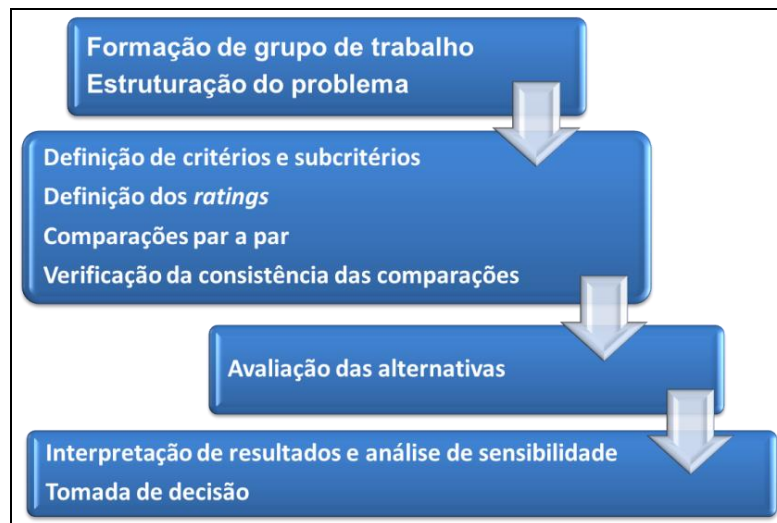 Formação de grupo de trabalho
Estruturação do problema
Definição de critérios e subcritérios
Definição dos ratings
Comparações par a par
Verificação da consistência das comparações
Avaliação das alternativas
Interpretação de resultados e análise de sensibilidade
Tomada de decisão